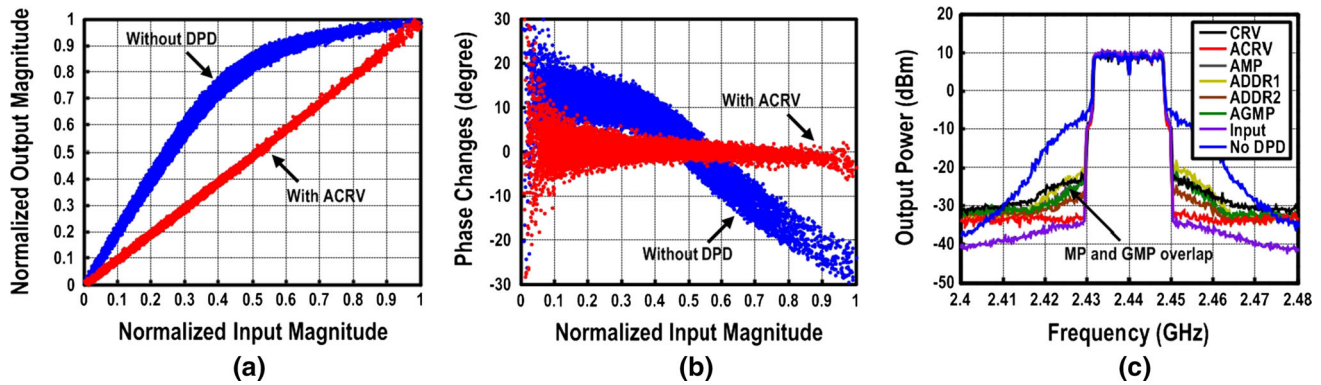 Normalized Output Magnitude
1
0.9
0.8
0.7
0.6
0.5
0.4
0.3
0.2
0.1
0
Without DPD
With ACRV
0 0.1 0.2 0.3 0.4 0.5 0.6 0.7 0.8 0.9 1
Normalized Input Magnitude
(a)
Phase Changes (degree)
30
20
10
0
-10
-20
-30
With ACRV
Without DPD
0 0.1 0.2 0.3 0.4 0.5 0.6 0.7 0.8 0.9 1
Normalized Input Magnitude
(b)
Output Power (dBm)
20
10
0
-10
-20
-30
-40
-50
CRV
ACRV
AMP
ADDR1
ADDR2
AGMP
Input
No DPD
MP and GMP overlap
2.4 2.41 2.42 2.43 2.44 2.45 2.46 2.47 2.48
Frequency (GHz)
(c)